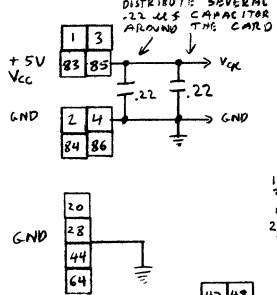 DISTRIBUTE SEVERAL
.22 µf CAPACITOR
AROUND THE CARD
1 3
+5V 83 85 Vcc
Vcc
.22 .22
GND 2 4 GND
84 86
20
GND 28
44
64